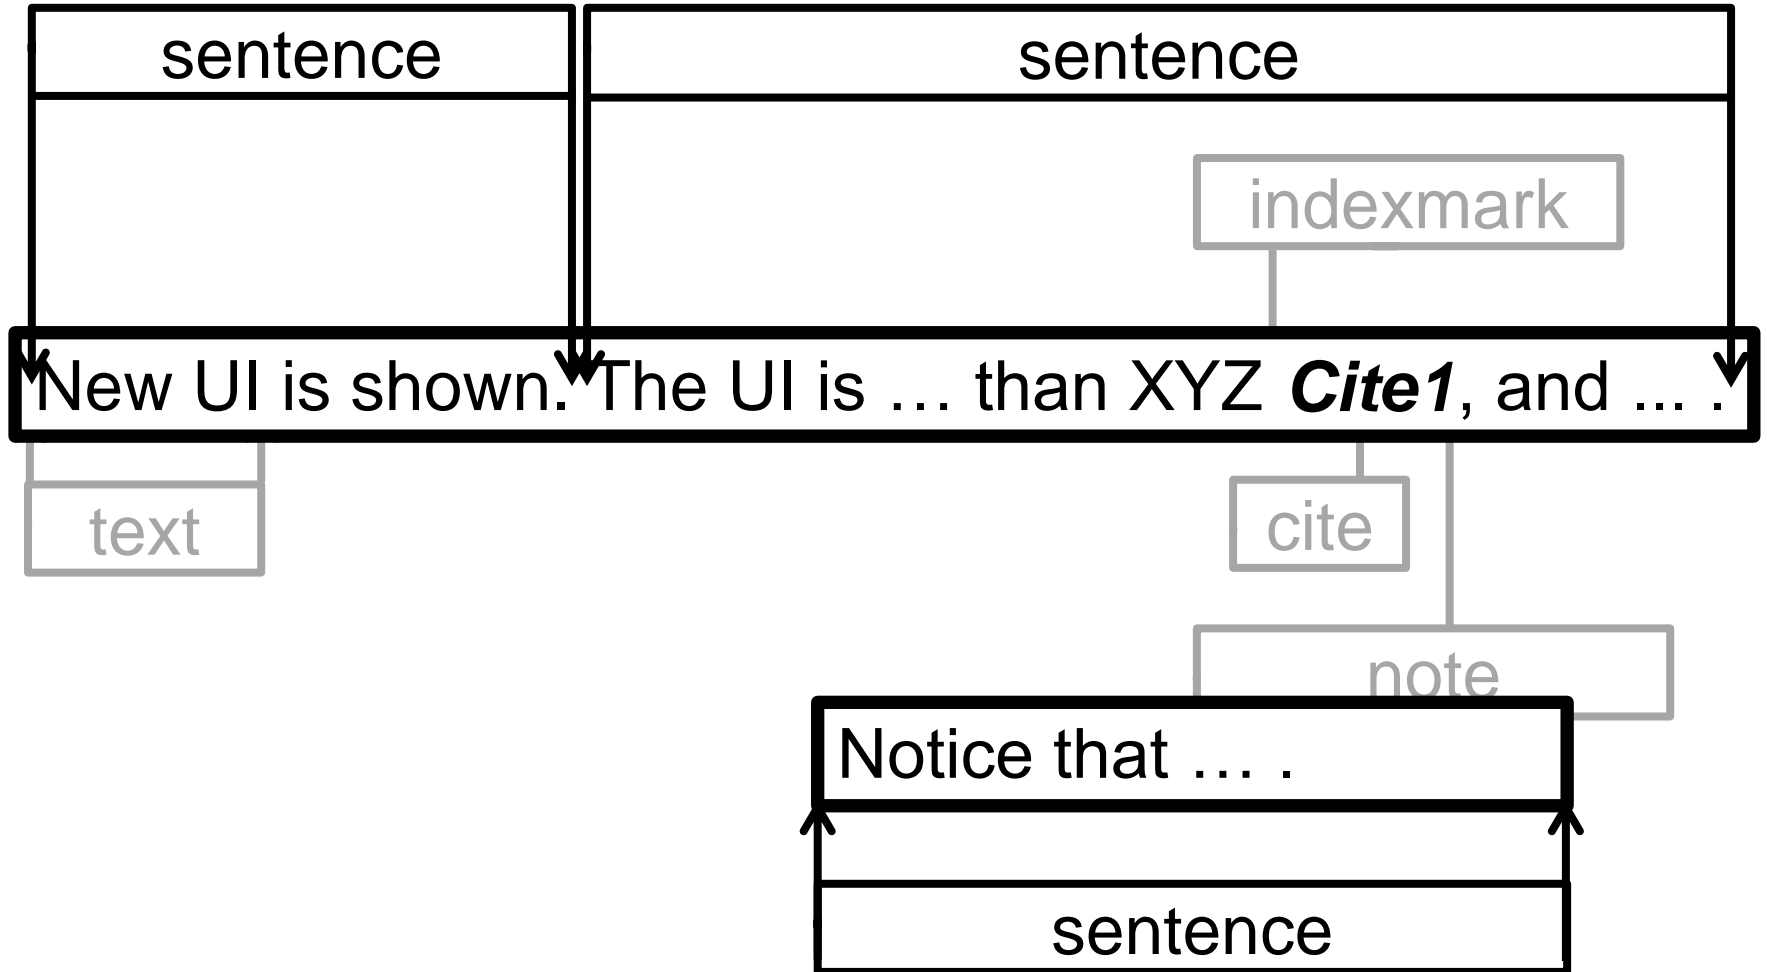 sentence
sentence
indexmark
New UI is shown. The UI is … than XYZ Cite1, and ... .
text
cite
note
Notice that … .
sentence